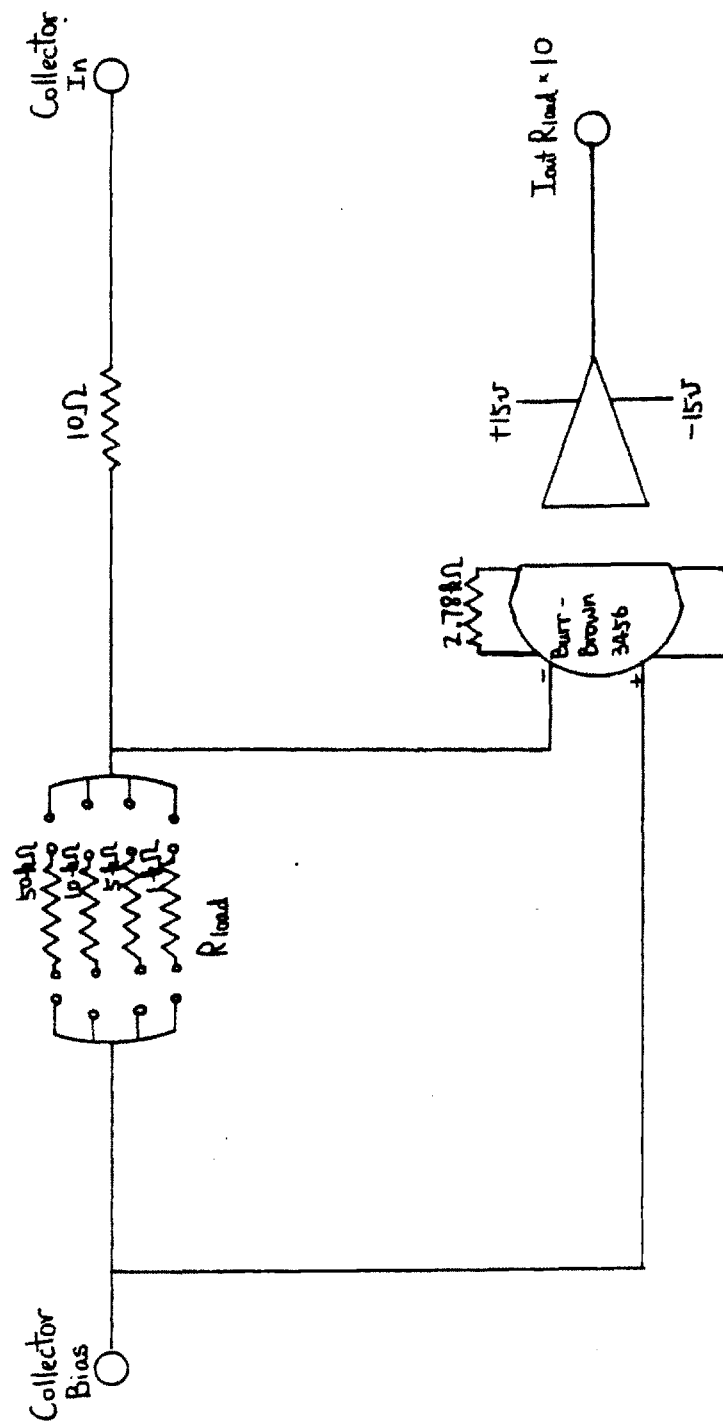 Collector
Bias
50kΩ
10kΩ
5kΩ
1kΩ
Rload
10Ω
Collector
In
2.78kΩ
-
+
Burr-
Brown
3456
+15v
-15v
Iout Rload × 10